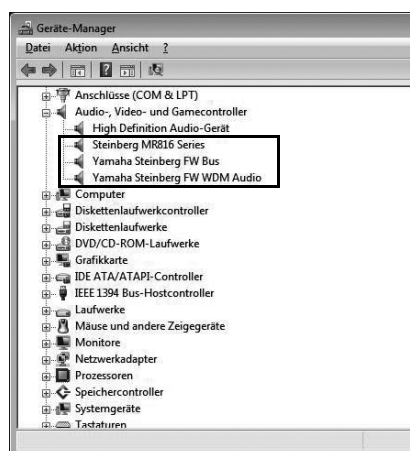 Geräte-Manager
Datei Aktion Ansicht ?
Anschlüsse (COM & LPT)
Audio-, Video- und Gamecontroller
High Definition Audio-Gerät
Steinberg MR816 Series
Yamaha Steinberg FW Bus
Yamaha Steinberg FW WDM Audio
Computer
Diskettenlaufwerkcontroller
Diskettenlaufwerke
DVD/CD-ROM-Laufwerke
Grafikkarte
IDE ATA/ATAPI-Controller
IEEE 1394 Bus-Hostcontroller
Laufwerke
Mäuse und andere Zeigegeräte
Monitore
Netzwerkadapter
Prozessoren
Speichercontroller
Systemgeräte
Tastaturen